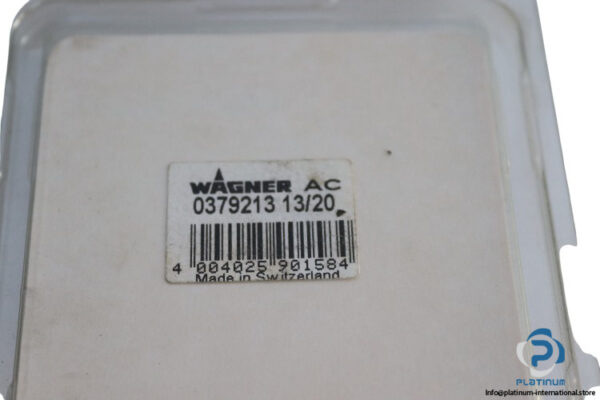 WAGNER AC
0379213 13/20
4 004025 901584
Made in Switzerland
PLATINUM
Info@platinum-international.store